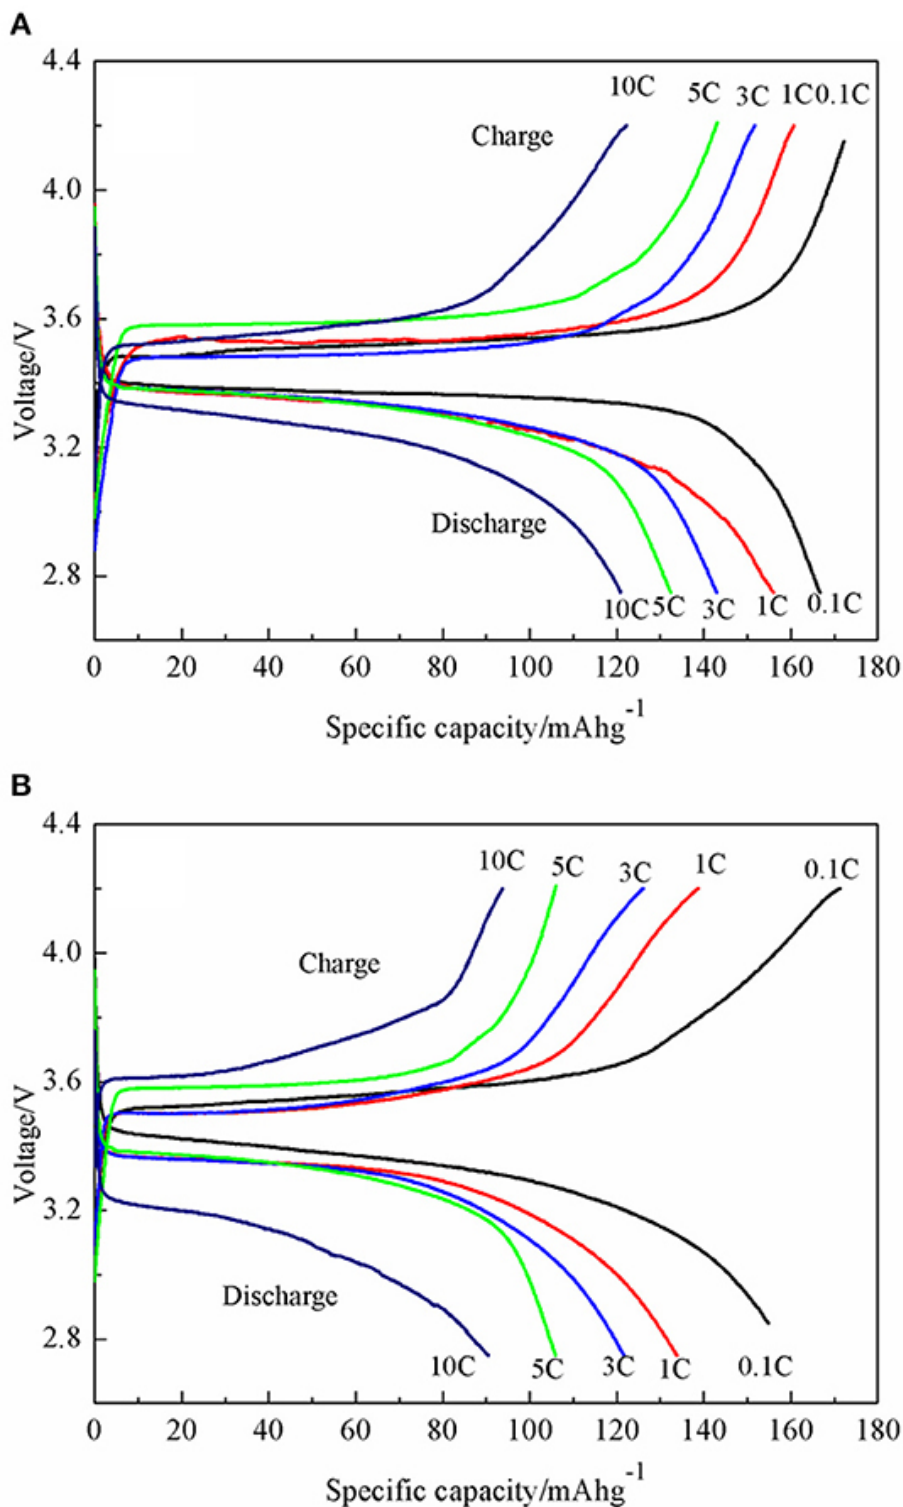 A
4.4
10C 5C 3C 1C 0.1C
Charge
4.0
3.6
Voltage/V
3.2
Discharge
2.8
10C 5C 3C 1C 0.1C
0 20 40 60 80 100 120 140 160 180
Specific capacity/mAhg⁻¹
B
4.4
10C 5C 3C 1C 0.1C
Charge
4.0
3.6
Voltage/V
3.2
Discharge
2.8
10C 5C 3C 1C 0.1C
0 20 40 60 80 100 120 140 160 180
Specific capacity/mAhg⁻¹